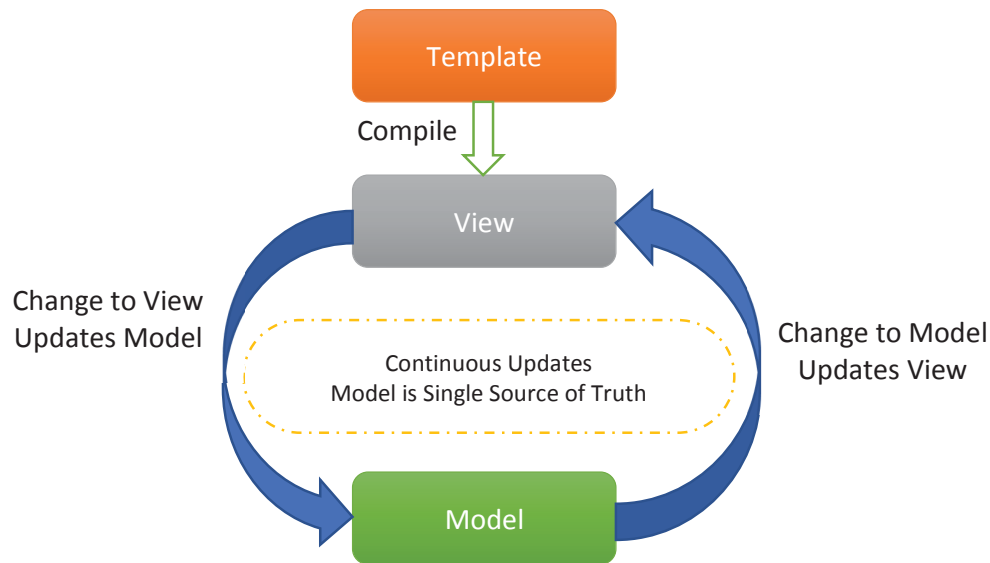 Template
Compile
View
Change to View
Updates Model
Continuous Updates
Model is Single Source of Truth
Change to Model
Updates View
Model